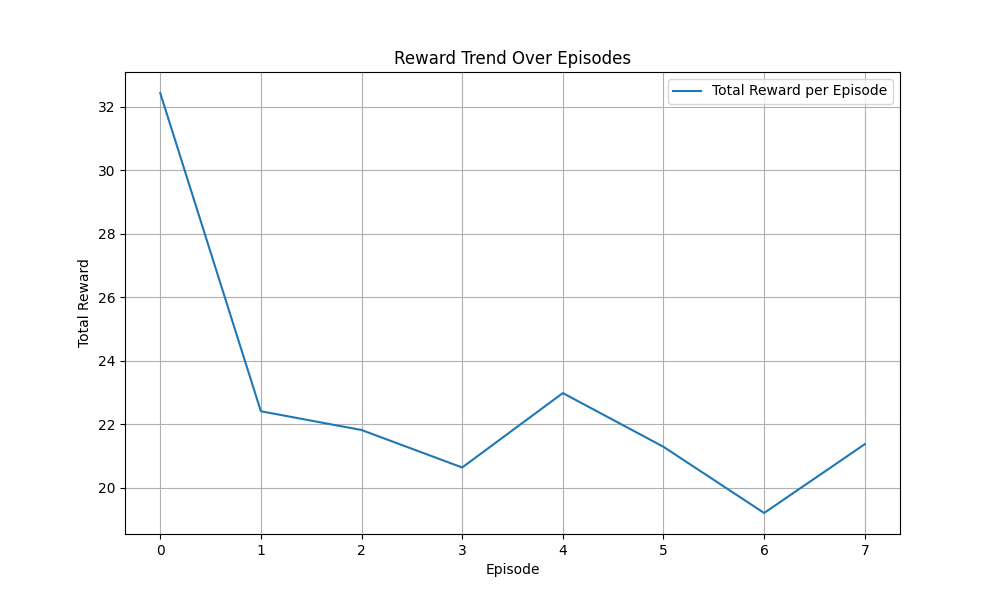 Reward Trend Over Episodes
Total Reward per Episode
Total Reward
32
30
28
26
24
22
20
0 1 2 3 4 5 6 7
Episode